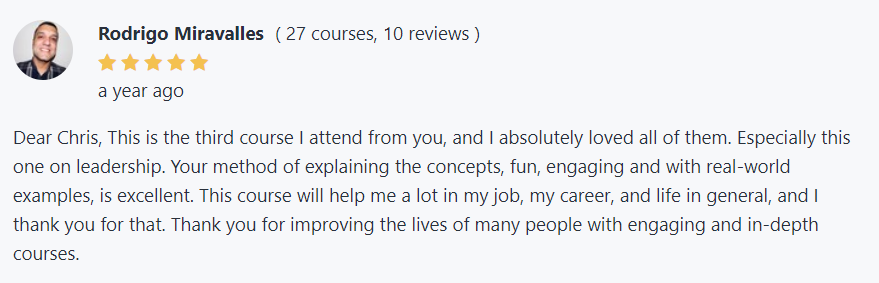 Rodrigo Miravalles ( 27 courses, 10 reviews )
a year ago
Dear Chris, This is the third course I attend from you, and I absolutely loved all of them. Especially this
one on leadership. Your method of explaining the concepts, fun, engaging and with real-world
examples, is excellent. This course will help me a lot in my job, my career, and life in general, and I
thank you for that. Thank you for improving the lives of many people with engaging and in-depth
courses.